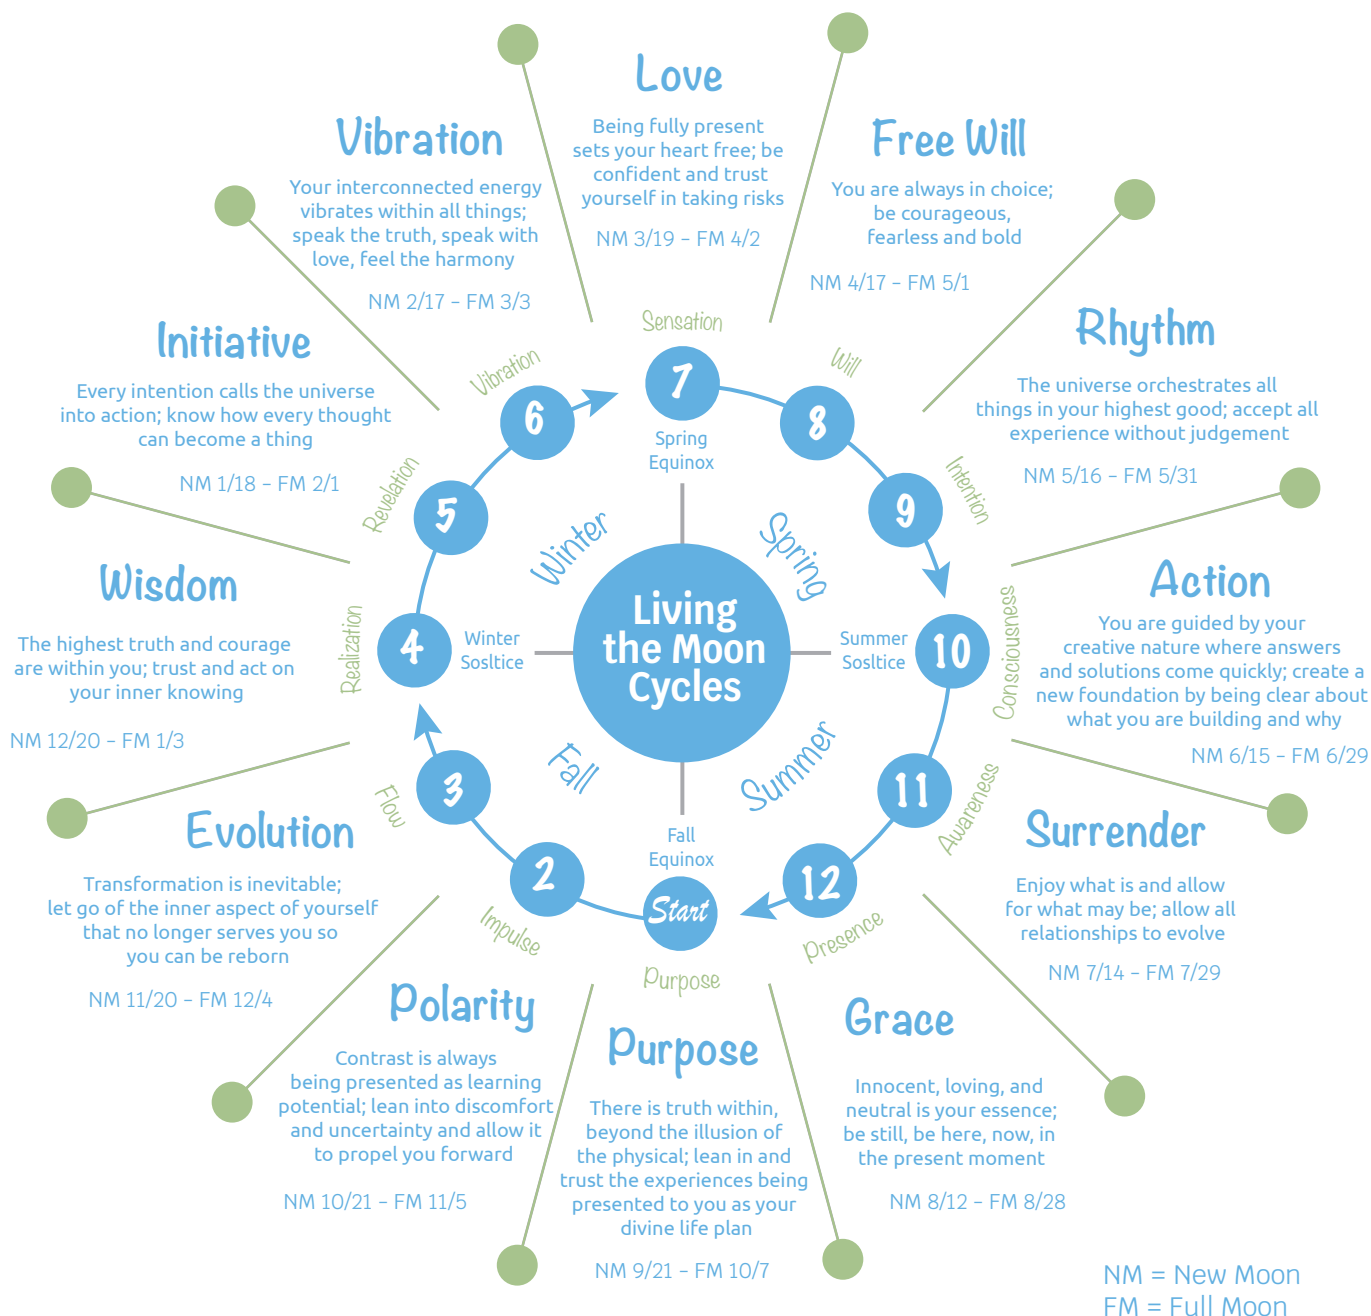 Love
Being fully present
sets your heart free; be
confident and trust
yourself in taking risks
NM 3/19 – FM 4/2
Sensation
7
Spring
Equinox
Free Will
You are always in choice;
be courageous,
fearless and bold
NM 4/17 – FM 5/1
Will
8
Rhythm
The universe orchestrates all
things in your highest good; accept all
experience without judgement
NM 5/16 – FM 5/31
Intention
9
Spring
Action
You are guided by your
creative nature where answers
and solutions come quickly; create a
new foundation by being clear about
what you are building and why
NM 6/15 – FM 6/29
Consciousness
10
Summer
Sosltice
Surrender
Enjoy what is and allow
for what may be; allow all
relationships to evolve
NM 7/14 – FM 7/29
Awareness
11
Summer
Grace
Innocent, loving, and
neutral is your essence;
be still, be here, now, in
the present moment
NM 8/12 – FM 8/28
Presence
12
Fall
Equinox
Start
Purpose
Purpose
There is truth within,
beyond the illusion of
the physical; lean in and
trust the experiences being
presented to you as your
divine life plan
NM 9/21 – FM 10/7
Polarity
Contrast is always
being presented as learning
potential; lean into discomfort
and uncertainty and allow it
to propel you forward
NM 10/21 – FM 11/5
Impulse
2
Evolution
Transformation is inevitable;
let go of the inner aspect of yourself
that no longer serves you so
you can be reborn
NM 11/20 – FM 12/4
Flow
3
Fall
Wisdom
The highest truth and courage
are within you; trust and act on
your inner knowing
NM 12/20 – FM 1/3
Realization
4
Winter
Sosltice
Initiative
Every intention calls the universe
into action; know how every thought
can become a thing
NM 1/18 – FM 2/1
Revelation
5
Winter
Vibration
Your interconnected energy
vibrates within all things;
speak the truth, speak with
love, feel the harmony
NM 2/17 – FM 3/3
Vibration
6
Living
the Moon
Cycles
NM = New Moon
FM = Full Moon